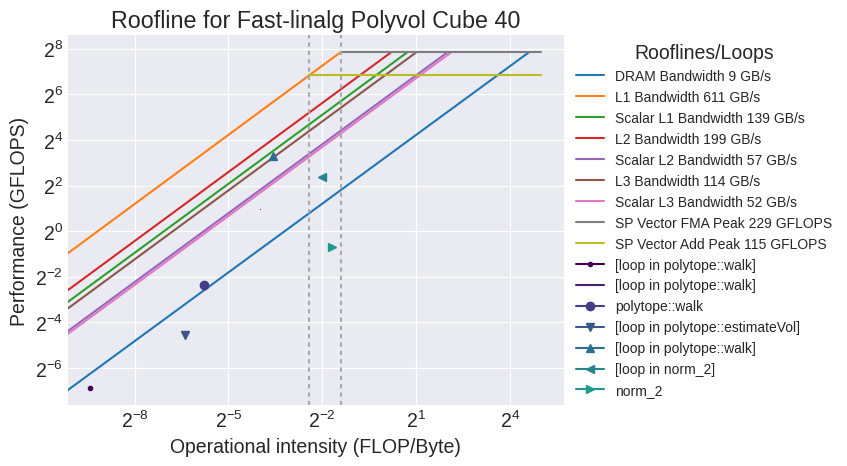 Roofline for Fast-linalg Polyvol Cube 40
Performance (GFLOPS)
2⁸
2⁶
2⁴
2²
2⁰
2⁻²
2⁻⁴
2⁻⁶
2⁻⁸
2⁻⁵
2⁻²
2¹
2⁴
Operational intensity (FLOP/Byte)
Rooflines/Loops
DRAM Bandwidth 9 GB/s
L1 Bandwidth 611 GB/s
Scalar L1 Bandwidth 139 GB/s
L2 Bandwidth 199 GB/s
Scalar L2 Bandwidth 57 GB/s
L3 Bandwidth 114 GB/s
Scalar L3 Bandwidth 52 GB/s
SP Vector FMA Peak 229 GFLOPS
SP Vector Add Peak 115 GFLOPS
[loop in polytope::walk]
[loop in polytope::walk]
polytope::walk
[loop in polytope::estimateVol]
[loop in polytope::walk]
[loop in norm_2]
norm_2